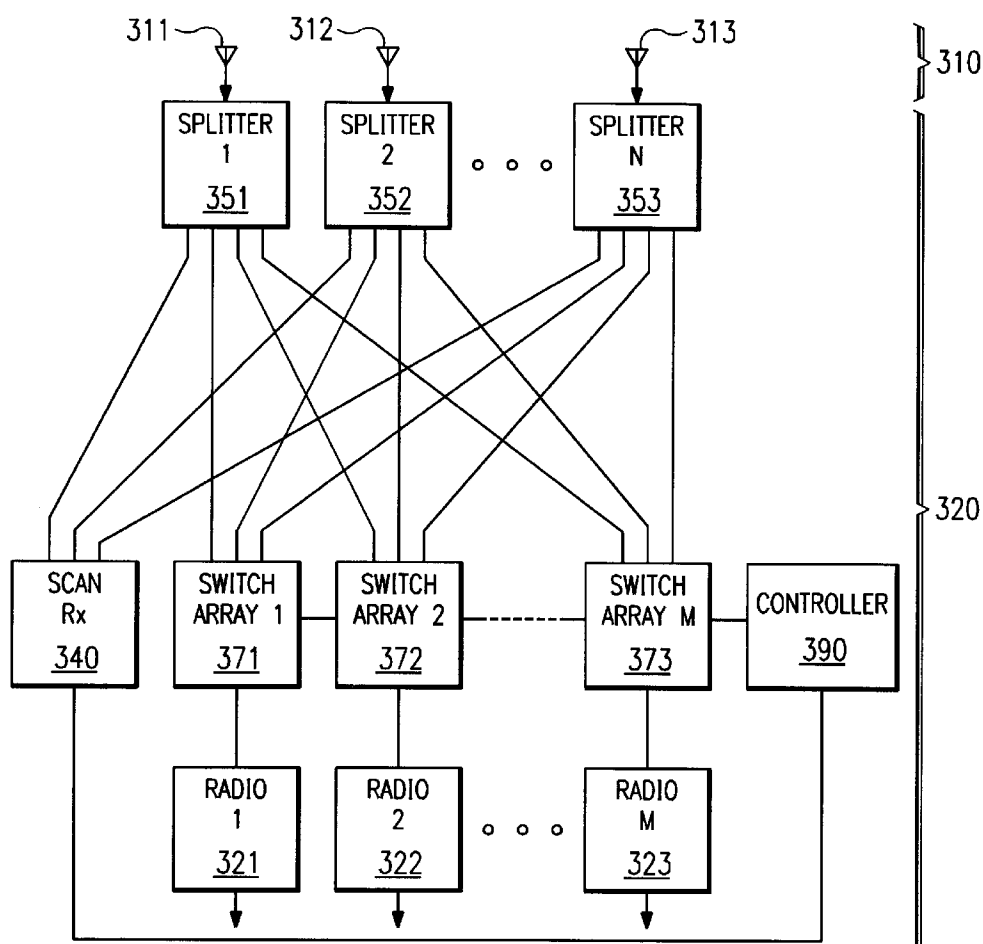 311
312
313
310
SPLITTER
1
351
SPLITTER
2
352
SPLITTER
N
353
320
SCAN
Rx
340
SWITCH
ARRAY 1
371
SWITCH
ARRAY 2
372
SWITCH
ARRAY M
373
CONTROLLER
390
RADIO
1
321
RADIO
2
322
RADIO
M
323